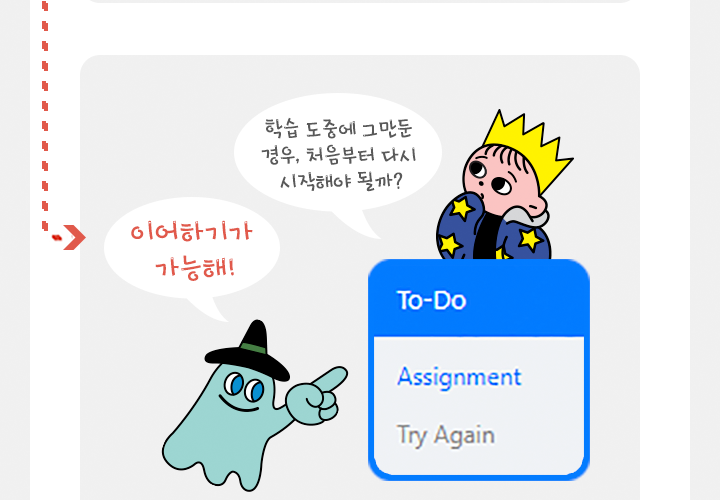 학습 도중에 그만둔
경우, 처음부터 다시
시작해야 될까?
이어하기가
가능해!
To-Do
Assignment
Try Again